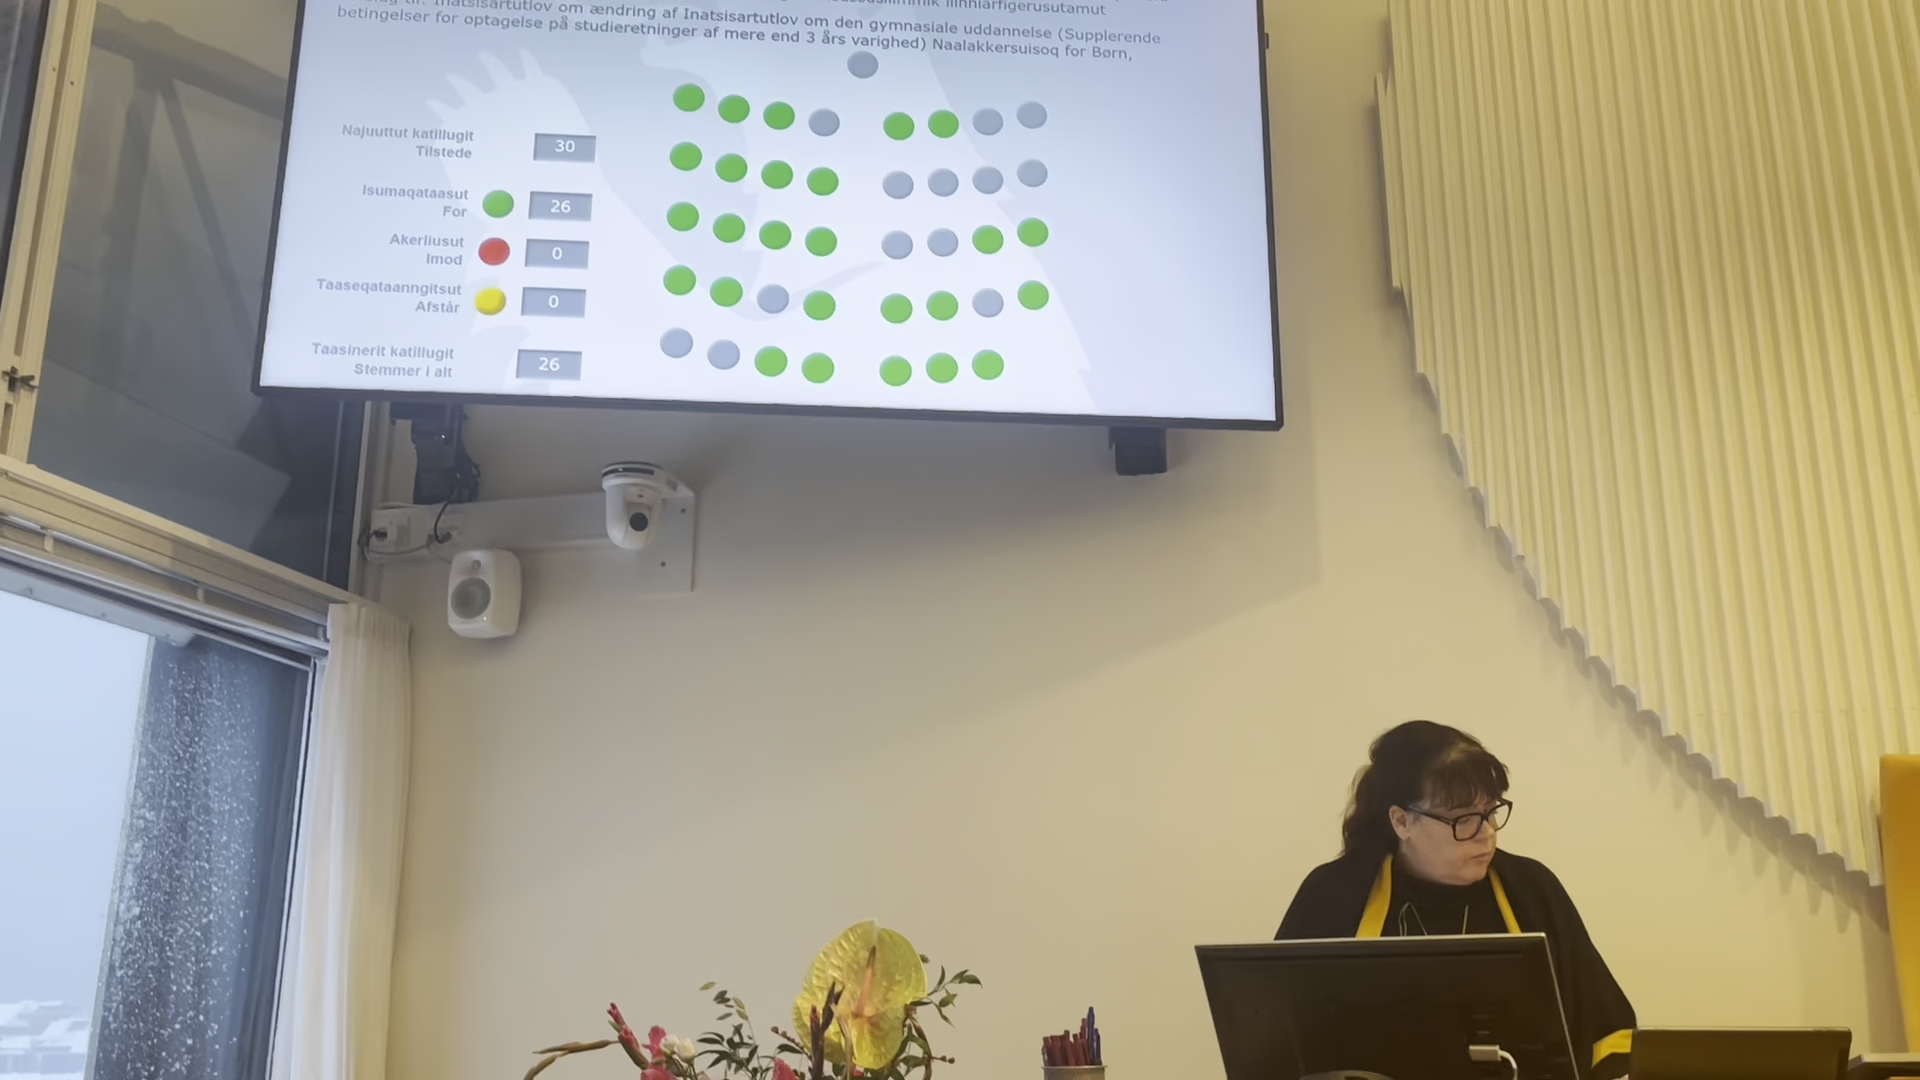 ilinniarfigerusutamut
Inatsisartutlov om ændring af Inatsisartutlov om den gymnasiale uddannelse (Supplerende
betingelser for optagelse på studieretninger af mere end 3 års varighed) Naalakkersuisoq for Børn,
Najuuttut katillugit
Tilstede
30
Isumaqataasut
For
26
Akerliusut
Imod
0
Taaseqataanngitsut
Afstår
0
Taasinerit katillugit
Stemmer i alt
26